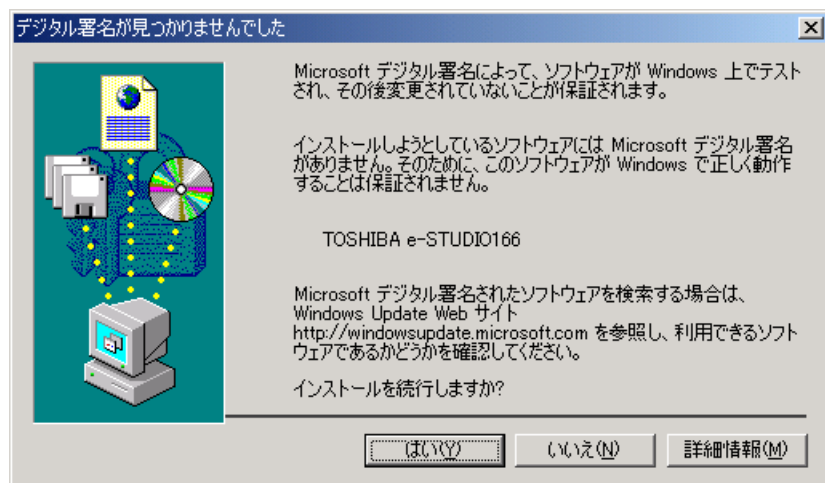 デジタル署名が見つかりませんでした
Microsoft デジタル署名によって、ソフトウェアが Windows 上でテスト
され、その後変更されていないことが保証されます。
インストールしようとしているソフトウェアには Microsoft デジタル署名
がありません。そのために、このソフトウェアが Windows で正しく動作
することは保証されません。
TOSHIBA e-STUDIO166
Microsoft デジタル署名されたソフトウェアを検索する場合は、
Windows Update Web サイト
http://windowsupdate.microsoft.com を参照し、利用できるソフト
ウェアであるかどうかを確認してください。
インストールを続行しますか?
はい(Y) いいえ(N) 詳細情報(M)